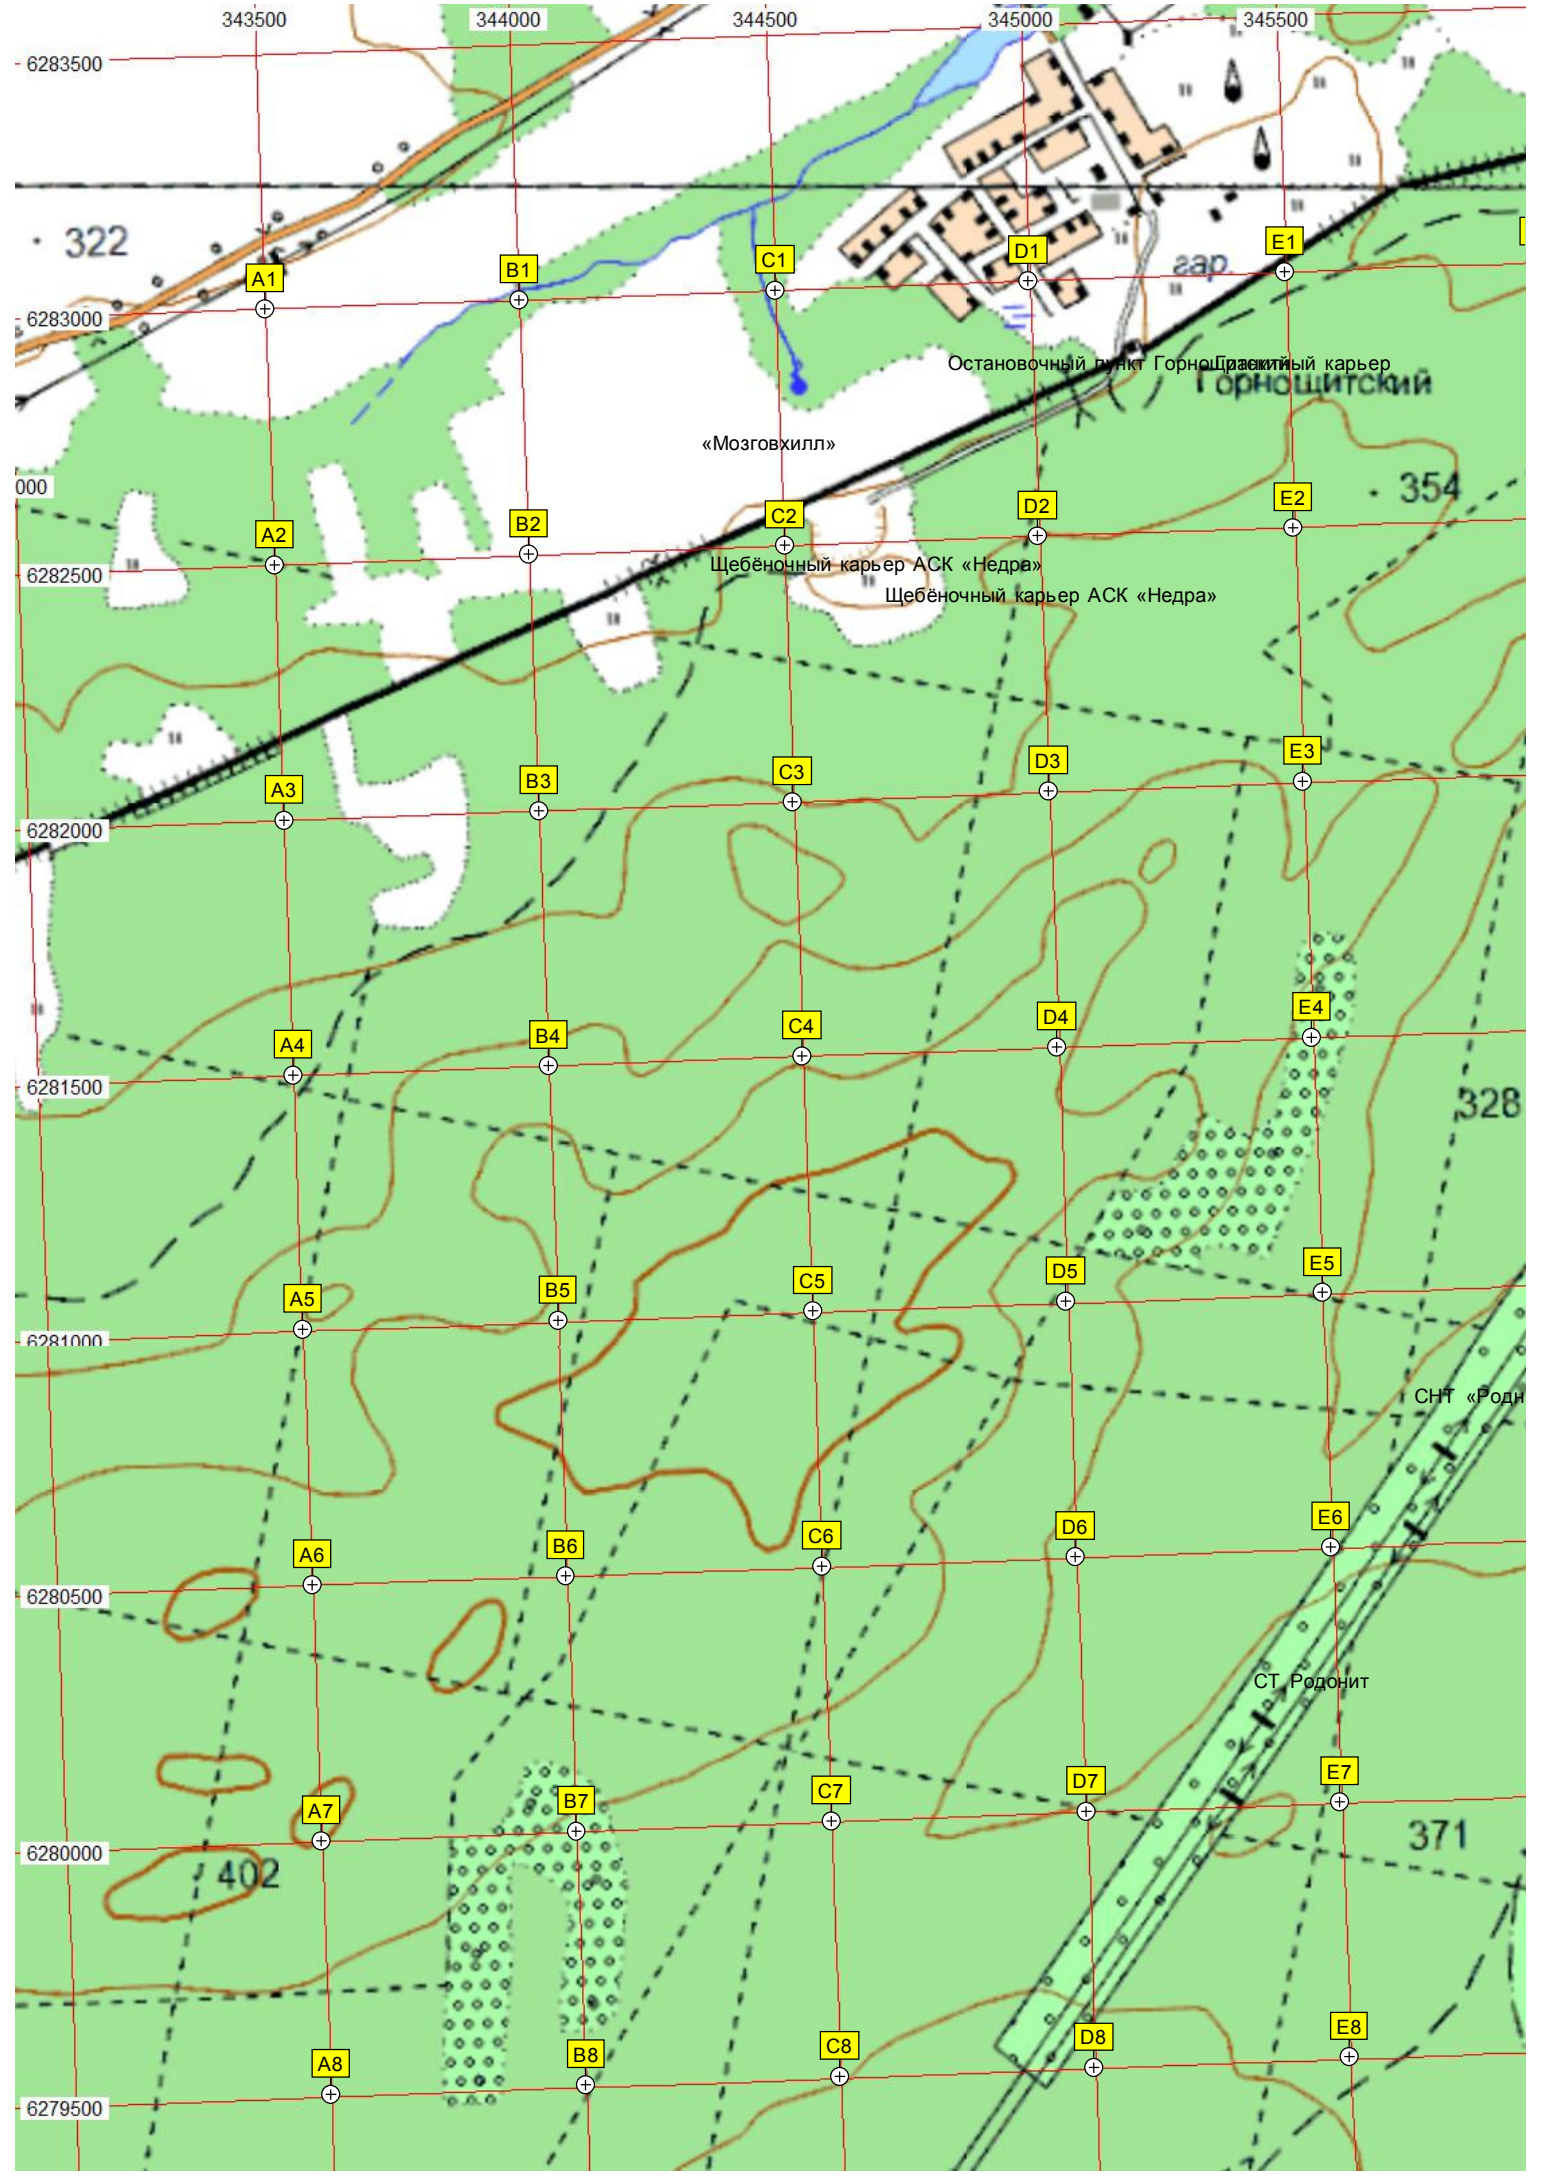 343500 344000 344500 345000 345500
6283500
322
гар.
A1 B1 C1 D1 E1
6283000
Остановочный пункт Горнощитский
Гранитный карьер
Горнощитский
«Мозговхилл»
000
354
A2 B2 C2 D2 E2
6282500
Щебёночный карьер АСК «Недра»
Щебёночный карьер АСК «Недра»
A3 B3 C3 D3 E3
6282000
A4 B4 C4 D4 E4
6281500
328
A5 B5 C5 D5 E5
6281000
СНТ «Родн
A6 B6 C6 D6 E6
6280500
СТ Родонит
A7 B7 C7 D7 E7
6280000
371
402
A8 B8 C8 D8 E8
6279500